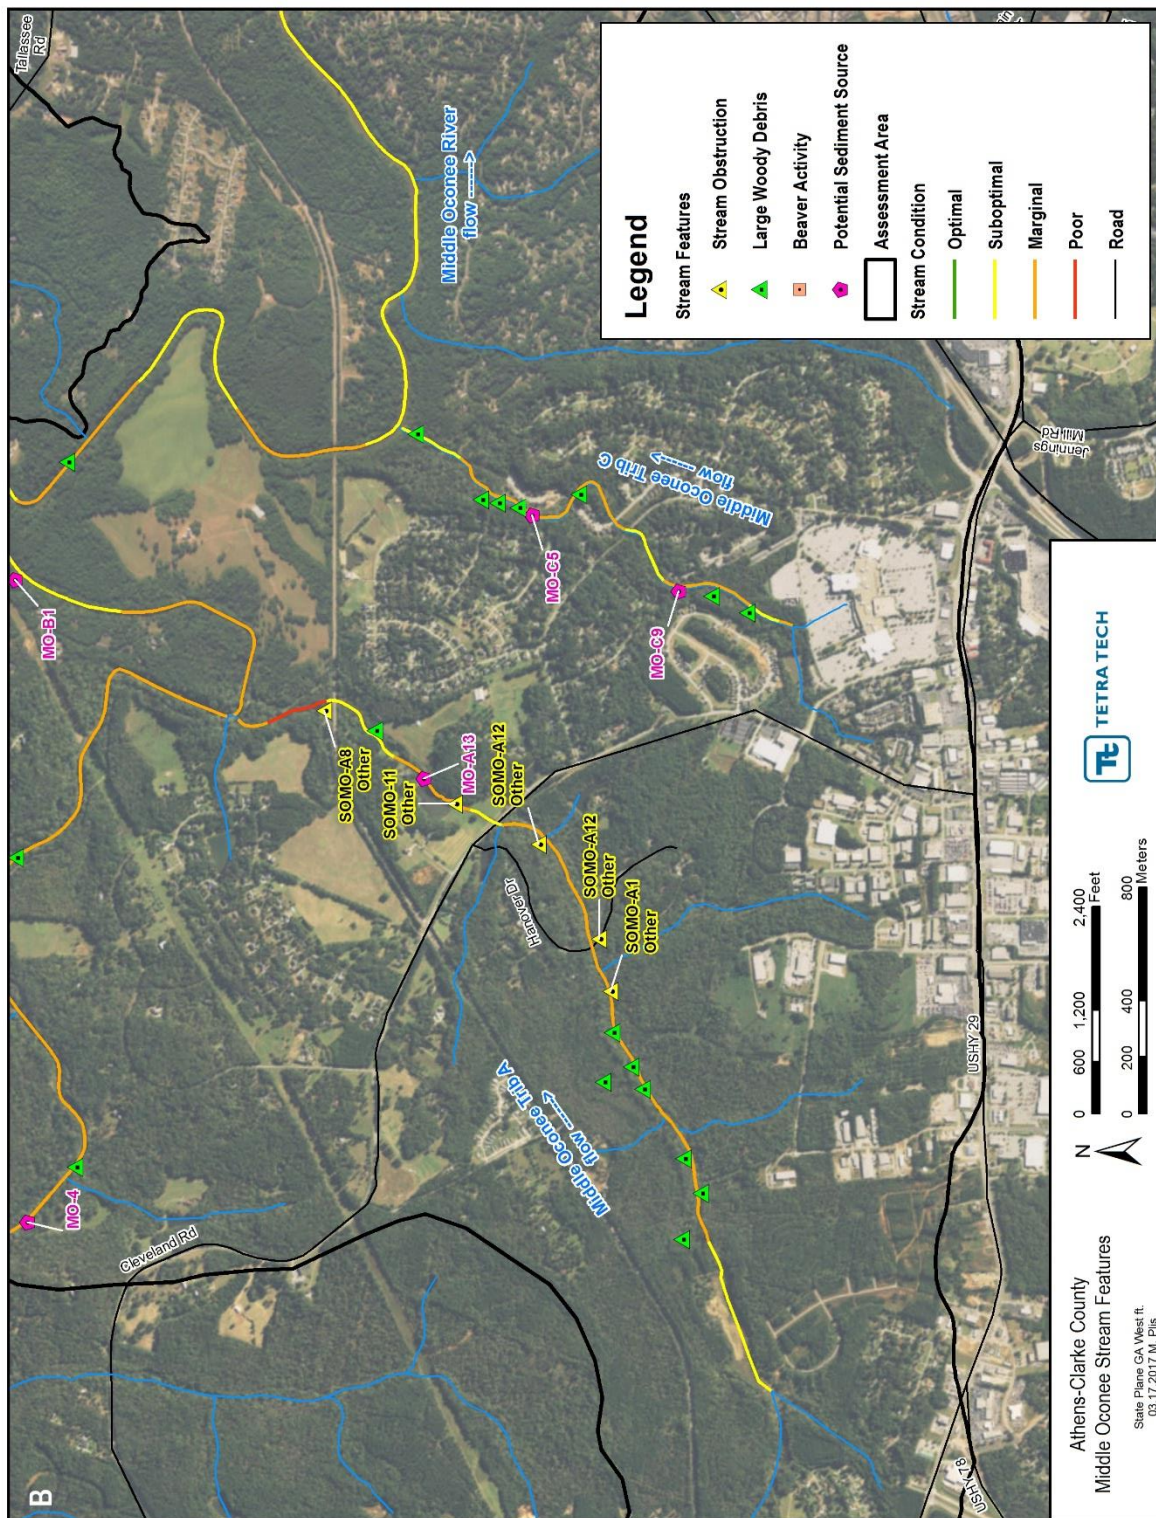 B
Tallassee
Rd
Middle Oconee River
flow ----->
MO-B1
MO-4
Cleveland Rd
SOMO-A8
Other
SOMO-11
Other
MO-A13
SOMO-A12
Other
SOMO-A12
Other
SOMO-A1
Other
Hanover Dr
Middle Oconee Trib A
flow ----->
MO-C5
MO-C9
Middle Oconee Trib C
flow ----->
Jennings
Mill Rd
USHY 29
USHY 78
Legend
Stream Features
Stream Obstruction
Large Woody Debris
Beaver Activity
Potential Sediment Source
Assessment Area
Stream Condition
Optimal
Suboptimal
Marginal
Poor
Road
Athens-Clarke County
Middle Oconee Stream Features
State Plane GA West ft.
03.17.2017 M. Plis
N
0 600 1,200 2,400
Feet
0 200 400 800
Meters
Tt TETRA TECH